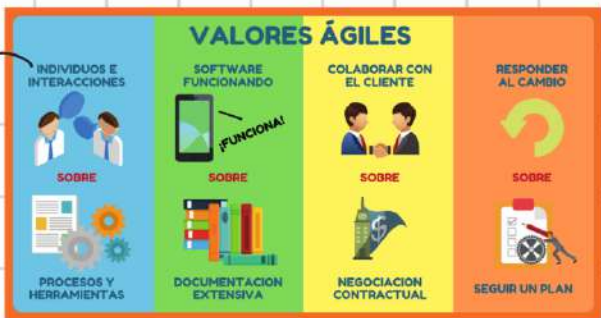 VALORES ÁGILES
INDIVIDUOS E
INTERACCIONES
SOBRE
PROCESOS Y
HERRAMIENTAS
SOFTWARE
FUNCIONANDO
¡FUNCIONA!
SOBRE
DOCUMENTACION
EXTENSIVA
COLABORAR CON
EL CLIENTE
SOBRE
NEGOCIACION
CONTRACTUAL
RESPONDER
AL CAMBIO
SOBRE
SEGUIR UN PLAN